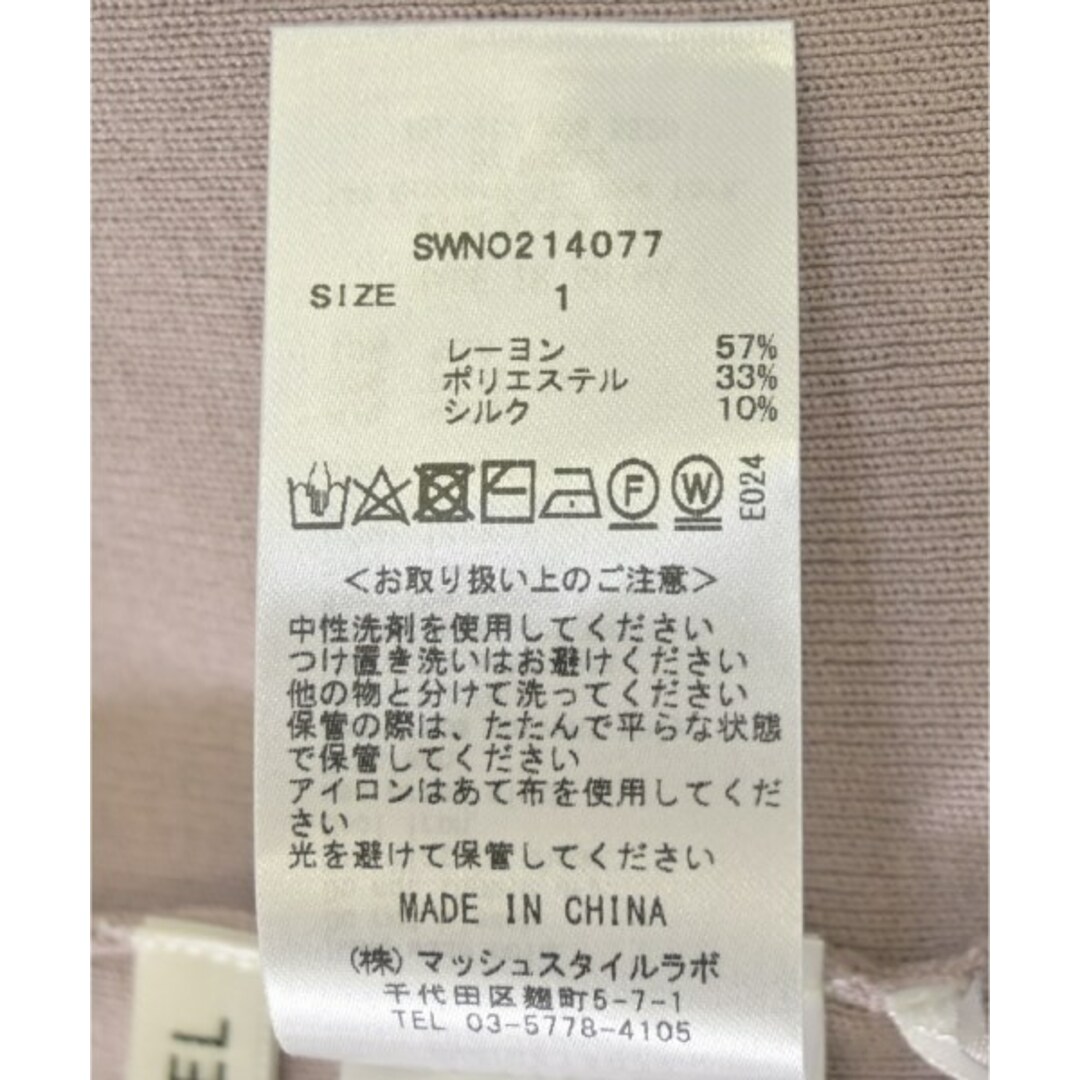 SWNO214077
SIZE 1
レーヨン 57%
ポリエステル 33%
シルク 10%
F W E024
<お取り扱い上のご注意>
中性洗剤を使用してください
つけ置き洗いはお避けください
他の物と分けて洗ってください
保管の際は、たたんで平らな状態
で保管してください
アイロンはあて布を使用してくだ
さい
光を避けて保管してください
MADE IN CHINA
(株)マッシュスタイルラボ
千代田区麹町5-7-1
TEL 03-5778-4105
EL